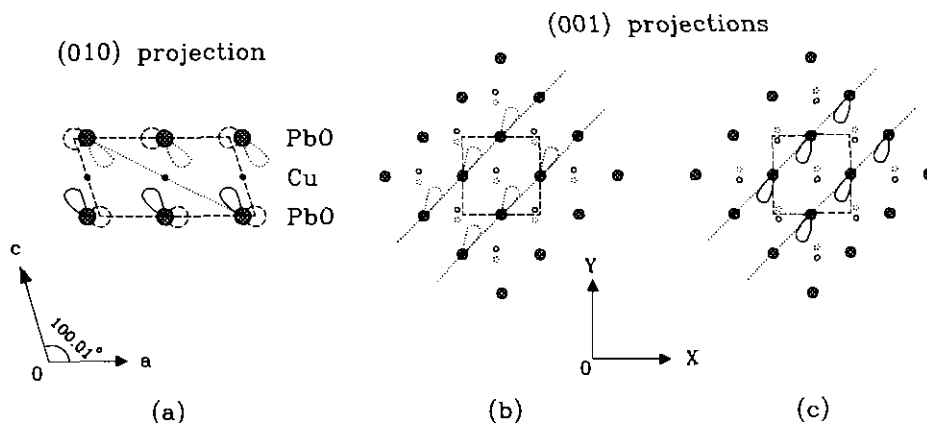 (010) projection
(001) projections
PbO
Cu
PbO
c
100.01°
0
a
Y
0
X
(a)
(b)
(c)